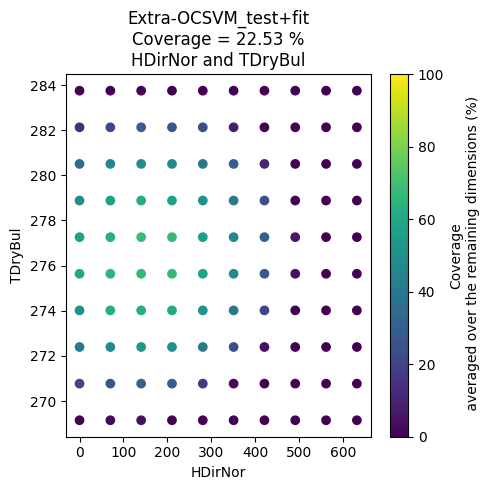 Extra-OCSVM_test+fit
Coverage = 22.53 %
HDirNor and TDryBul
284
282
280
278
276
274
272
270
TDryBul
0 100 200 300 400 500 600
HDirNor
100
80
60
40
20
0
Coverage
averaged over the remaining dimensions (%)